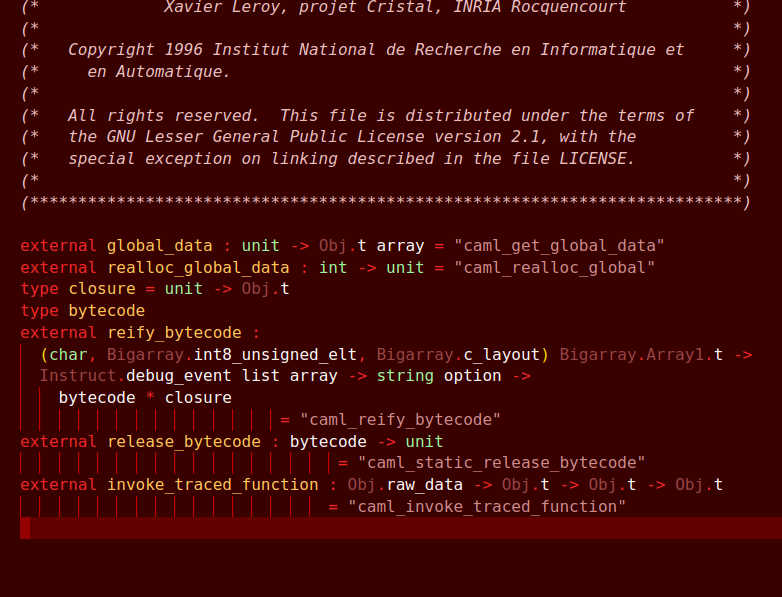 (*             Xavier Leroy, projet Cristal, INRIA Rocquencourt           *)
(*                                                                        *)
(*   Copyright 1996 Institut National de Recherche en Informatique et     *)
(*     en Automatique.                                                    *)
(*                                                                        *)
(*   All rights reserved.  This file is distributed under the terms of    *)
(*   the GNU Lesser General Public License version 2.1, with the          *)
(*   special exception on linking described in the file LICENSE.          *)
(*                                                                        *)
(**************************************************************************)

external global_data : unit -> Obj.t array = "caml_get_global_data"
external realloc_global_data : int -> unit = "caml_realloc_global"
type closure = unit -> Obj.t
type bytecode
external reify_bytecode :
  (char, Bigarray.int8_unsigned_elt, Bigarray.c_layout) Bigarray.Array1.t ->
  Instruct.debug_event list array -> string option ->
    bytecode * closure
                           = "caml_reify_bytecode"
external release_bytecode : bytecode -> unit
                                 = "caml_static_release_bytecode"
external invoke_traced_function : Obj.raw_data -> Obj.t -> Obj.t -> Obj.t
                                = "caml_invoke_traced_function"